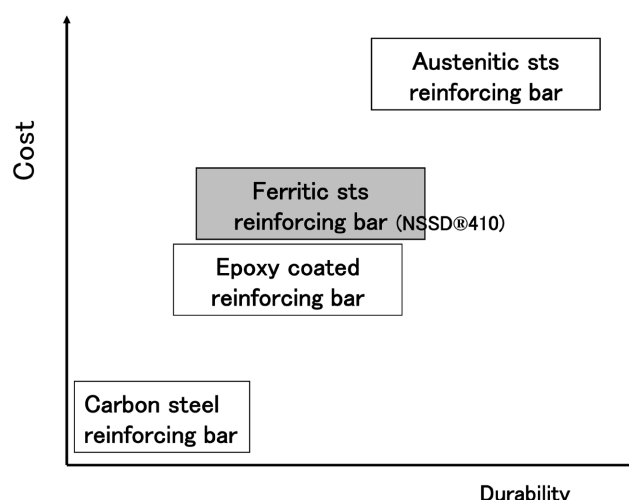 Cost
Austenitic sts
reinforcing bar
Ferritic sts
reinforcing bar (NSSD®410)
Epoxy coated
reinforcing bar
Carbon steel
reinforcing bar
Durability